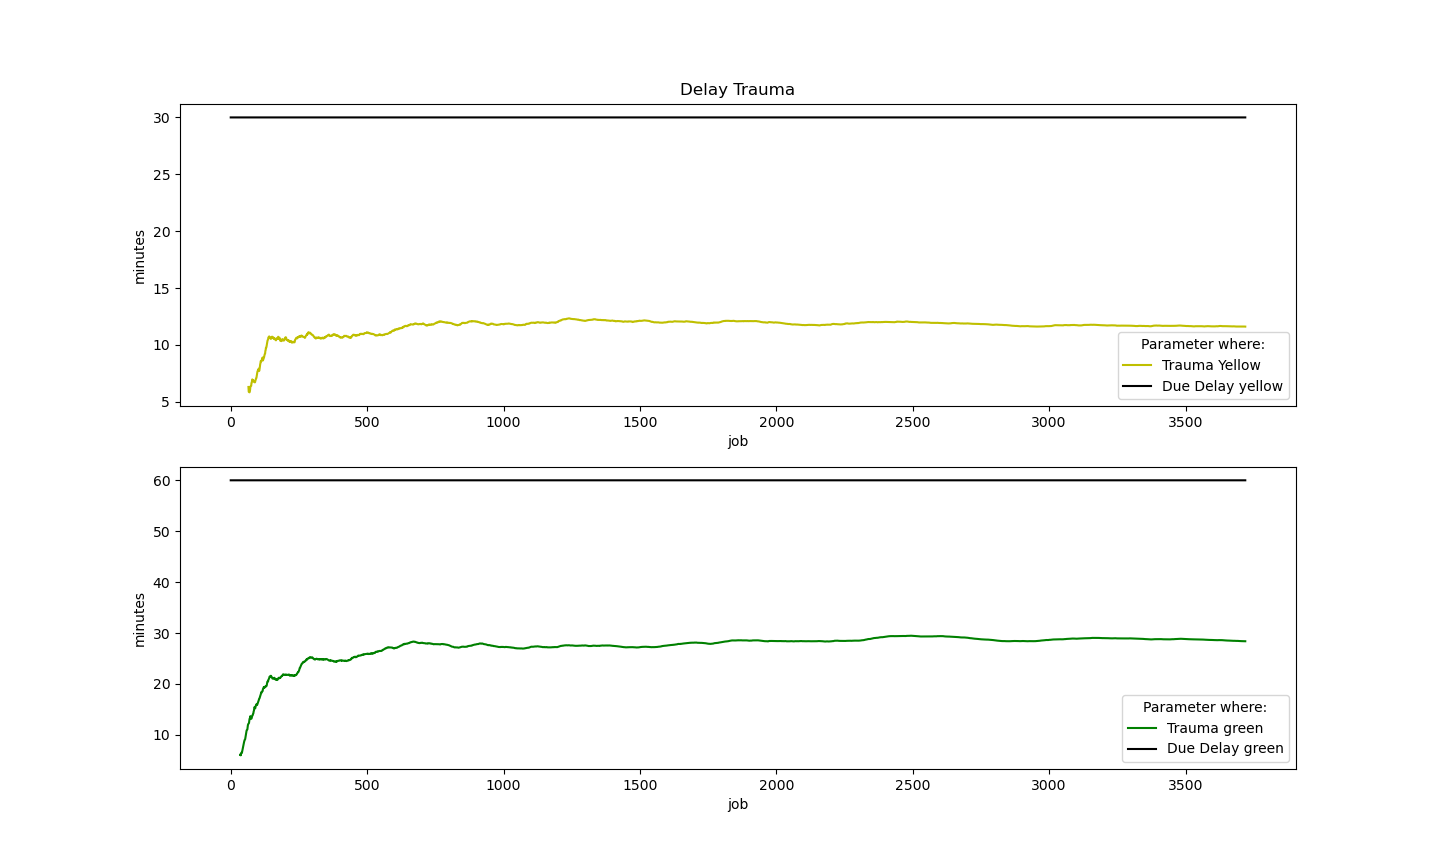 Delay Trauma
30
25
20
15
10
5
minutes
Parameter where:
Trauma Yellow
Due Delay yellow
0 500 1000 1500 2000 2500 3000 3500
job
60
50
40
30
20
10
minutes
Parameter where:
Trauma green
Due Delay green
0 500 1000 1500 2000 2500 3000 3500
job